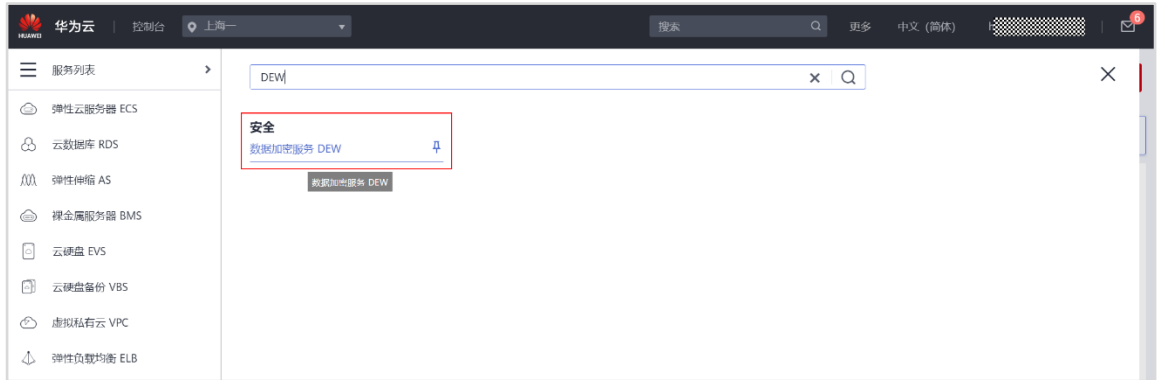 HUAWEI 华为云 控制台 上海一 搜索 更多 中文 (简体) h 6
服务列表
DEW
弹性云服务器 ECS
安全
云数据库 RDS
数据加密服务 DEW
弹性伸缩 AS
数据加密服务 DEW
裸金属服务器 BMS
云硬盘 EVS
云硬盘备份 VBS
虚拟私有云 VPC
弹性负载均衡 ELB